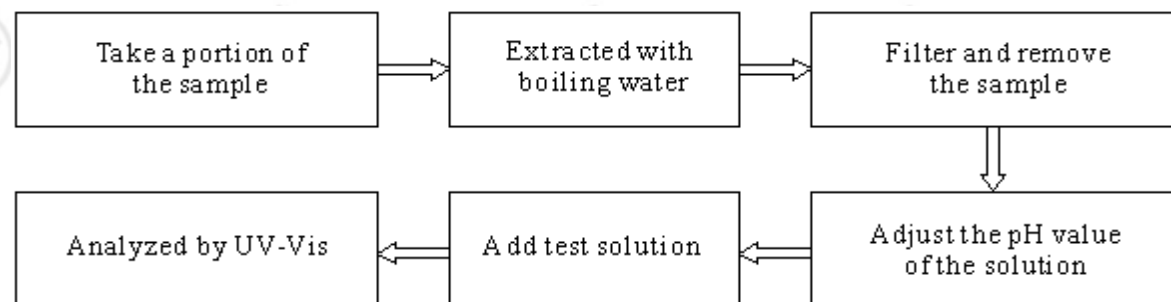 Take a portion of
the sample
Extracted with
boiling water
Filter and remove
the sample
Adjust the pH value
of the solution
Add test solution
Analyzed by UV-Vis